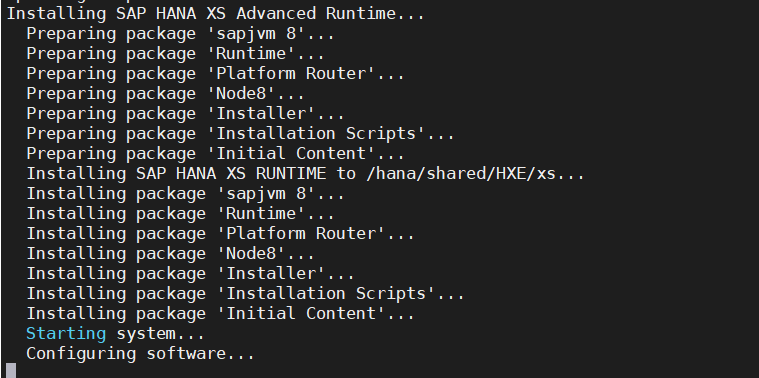 Installing SAP HANA XS Advanced Runtime...
Preparing package 'sapjvm 8'...
Preparing package 'Runtime'...
Preparing package 'Platform Router'...
Preparing package 'Node8'...
Preparing package 'Installer'...
Preparing package 'Installation Scripts'...
Preparing package 'Initial Content'...
Installing SAP HANA XS RUNTIME to /hana/shared/HXE/xs...
Installing package 'sapjvm 8'...
Installing package 'Runtime'...
Installing package 'Platform Router'...
Installing package 'Node8'...
Installing package 'Installer'...
Installing package 'Installation Scripts'...
Installing package 'Initial Content'...
Starting system...
Configuring software...